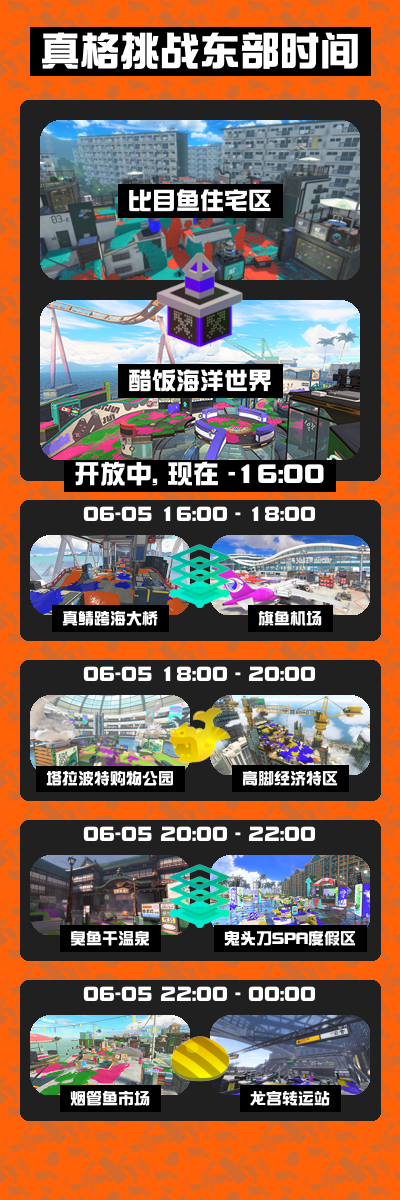 真格挑战东部时间
比目鱼住宅区
醋饭海洋世界
开放中, 现在 -16:00
06-05 16:00 - 18:00
真鲭跨海大桥
旗鱼机场
06-05 18:00 - 20:00
塔拉波特购物公园
高脚经济特区
06-05 20:00 - 22:00
臭鱼干温泉
鬼头刀SPA度假区
06-05 22:00 - 00:00
烟管鱼市场
龙宫转运站